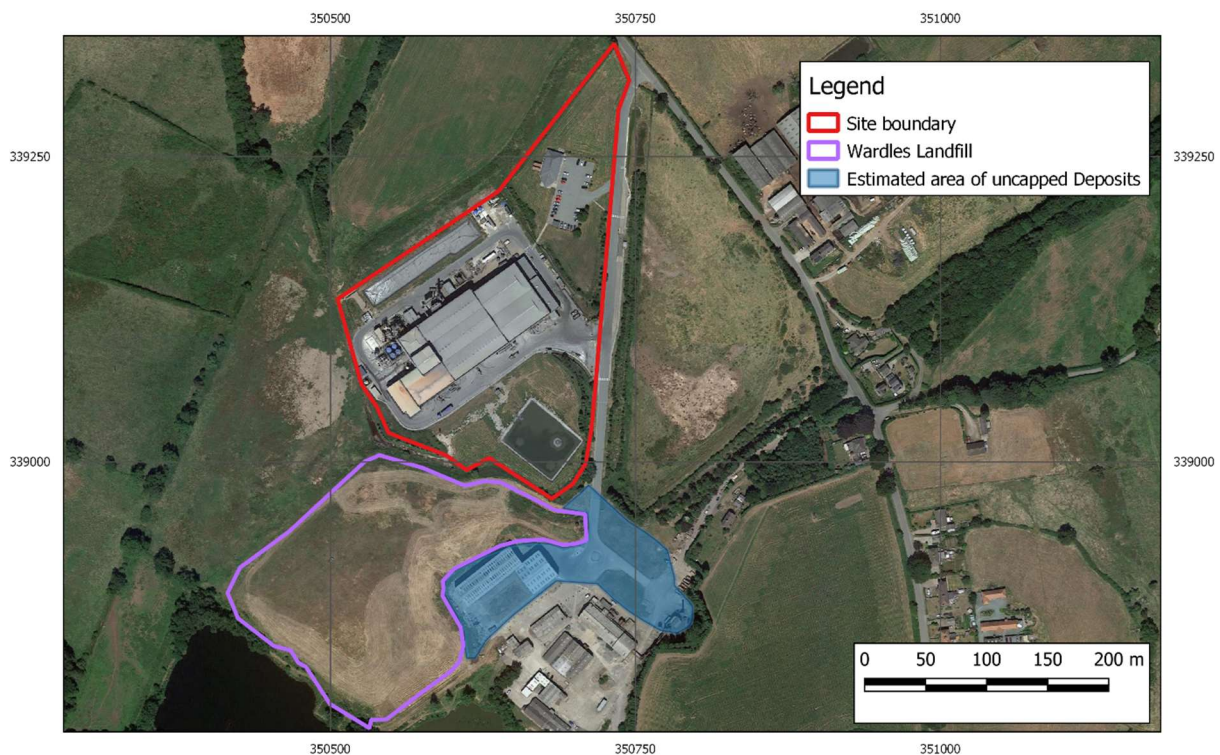 350500 350750 351000
Legend
Site boundary
339250 Wardles Landfill 339250
Estimated area of uncapped Deposits
339000 339000
0 50 100 150 200 m
350500 350750 351000